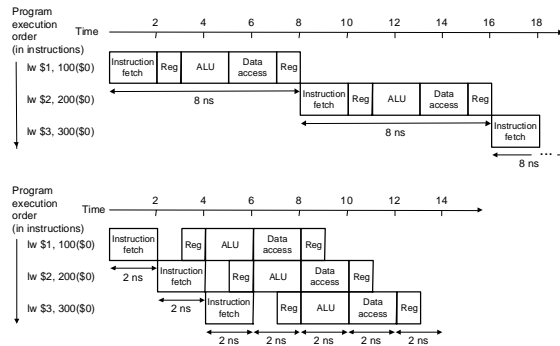 Program
execution
order
(in instructions)
Time
2 4 6 8 10 12 14 16 18
lw $1, 100($0)
Instruction
fetch
Reg
ALU
Data
access
Reg
8 ns
lw $2, 200($0)
Instruction
fetch
Reg
ALU
Data
access
Reg
8 ns
lw $3, 300($0)
Instruction
fetch
8 ns
...
Program
execution
order
(in instructions)
Time
2 4 6 8 10 12 14
lw $1, 100($0)
Instruction
fetch
Reg
ALU
Data
access
Reg
2 ns
lw $2, 200($0)
Instruction
fetch
Reg
ALU
Data
access
Reg
2 ns
lw $3, 300($0)
Instruction
fetch
Reg
ALU
Data
access
Reg
2 ns 2 ns 2 ns 2 ns 2 ns